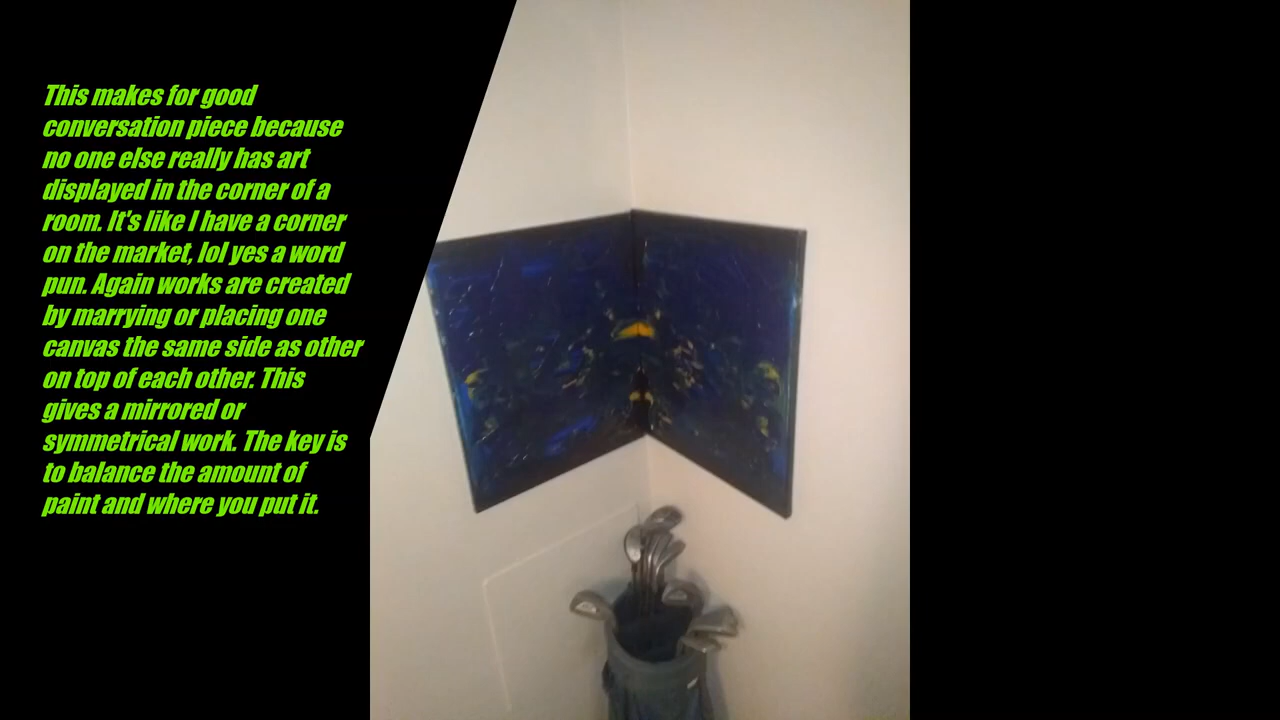 This makes for good
conversation piece because
no one else really has art
displayed in the corner of a
room. It's like I have a corner
on the market, lol yes a word
pun. Again works are created
by marrying or placing one
canvas the same side as other
on top of each other. This
gives a mirrored or
symmetrical work. The key is
to balance the amount of
paint and where you put it.